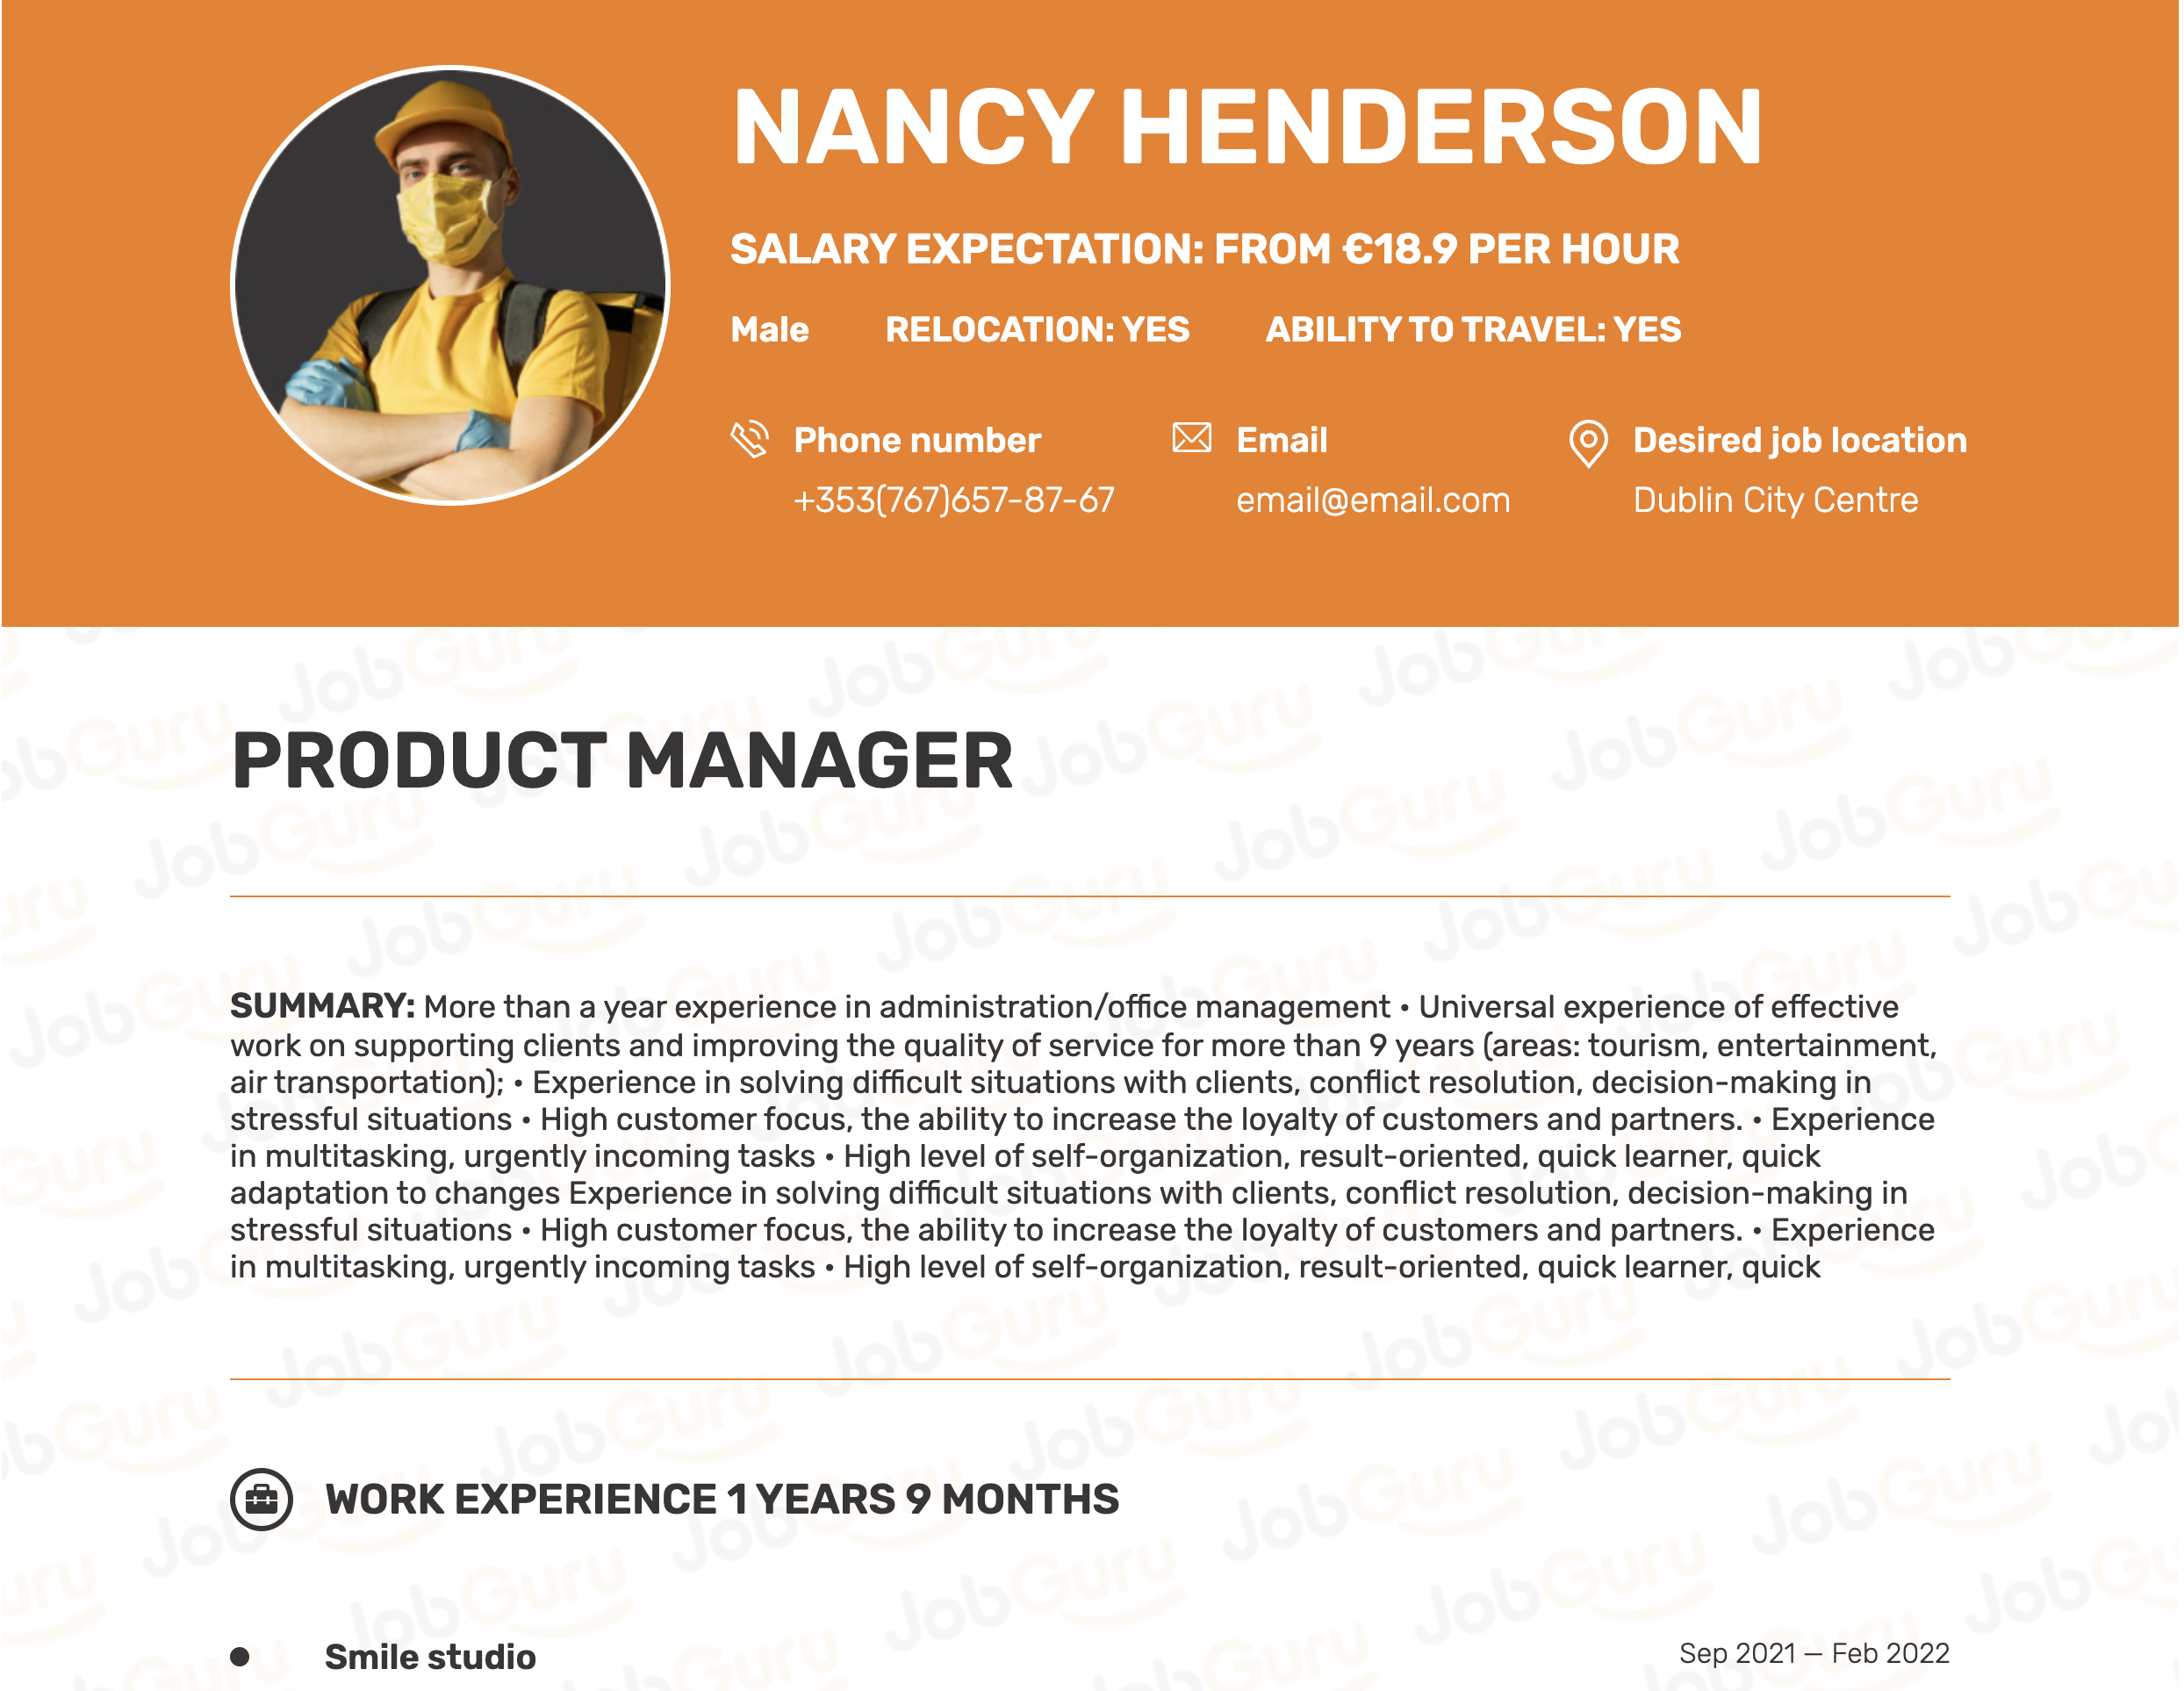 NANCY HENDERSON
SALARY EXPECTATION: FROM €18.9 PER HOUR
Male RELOCATION: YES ABILITY TO TRAVEL: YES
Phone number Email Desired job location
+353(767)657-87-67 email@email.com Dublin City Centre
PRODUCT MANAGER
SUMMARY: More than a year experience in administration/office management • Universal experience of effective
work on supporting clients and improving the quality of service for more than 9 years (areas: tourism, entertainment,
air transportation); • Experience in solving difficult situations with clients, conflict resolution, decision-making in
stressful situations • High customer focus, the ability to increase the loyalty of customers and partners. • Experience
in multitasking, urgently incoming tasks • High level of self-organization, result-oriented, quick learner, quick
adaptation to changes Experience in solving difficult situations with clients, conflict resolution, decision-making in
stressful situations • High customer focus, the ability to increase the loyalty of customers and partners. • Experience
in multitasking, urgently incoming tasks • High level of self-organization, result-oriented, quick learner, quick
WORK EXPERIENCE 1 YEARS 9 MONTHS
• Smile studio Sep 2021 — Feb 2022
JobGuru